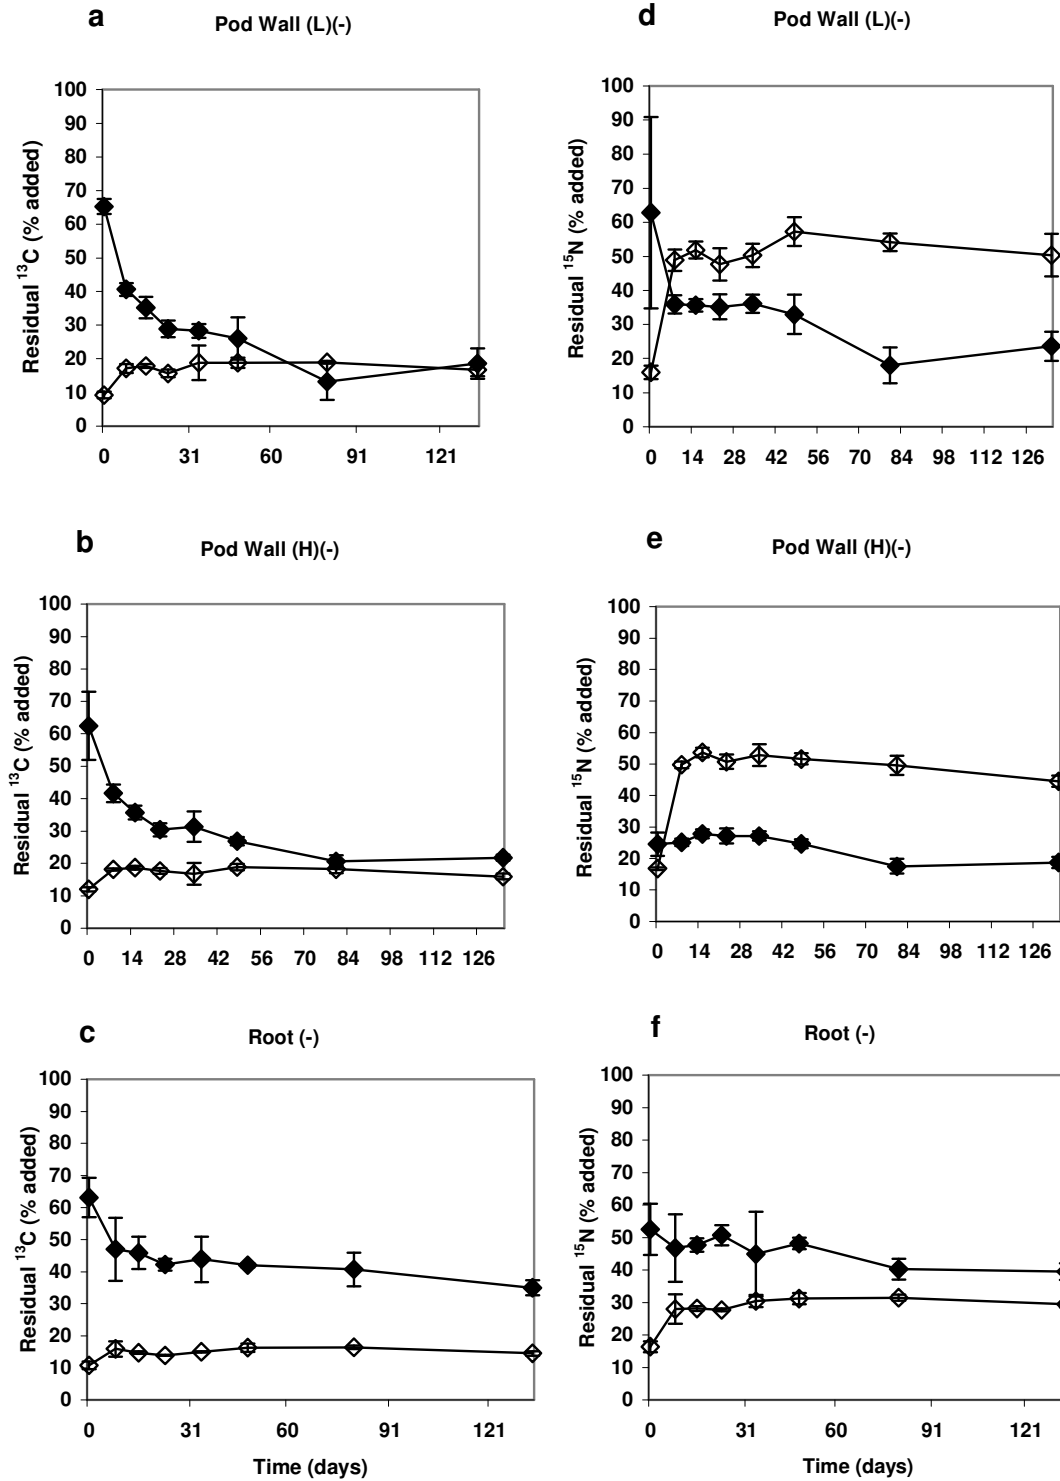 a
Pod Wall (L)(-)
Residual ¹³C (% added)
100
90
80
70
60
50
40
30
20
10
0
0 31 60 91 121
d
Pod Wall (L)(-)
Residual ¹⁵N (% added)
100
90
80
70
60
50
40
30
20
10
0
0 14 28 42 56 70 84 98 112 126
b
Pod Wall (H)(-)
Residual ¹³C (% added)
100
90
80
70
60
50
40
30
20
10
0
0 14 28 42 56 70 84 98 112 126
e
Pod Wall (H)(-)
Residual ¹⁵N (% added)
100
90
80
70
60
50
40
30
20
10
0
0 14 28 42 56 70 84 98 112 126
c
Root (-)
Residual ¹³C (% added)
100
90
80
70
60
50
40
30
20
10
0
0 31 60 91 121
Time (days)
f
Root (-)
Residual ¹⁵N (% added)
100
90
80
70
60
50
40
30
20
10
0
0 31 60 91 121
Time (days)